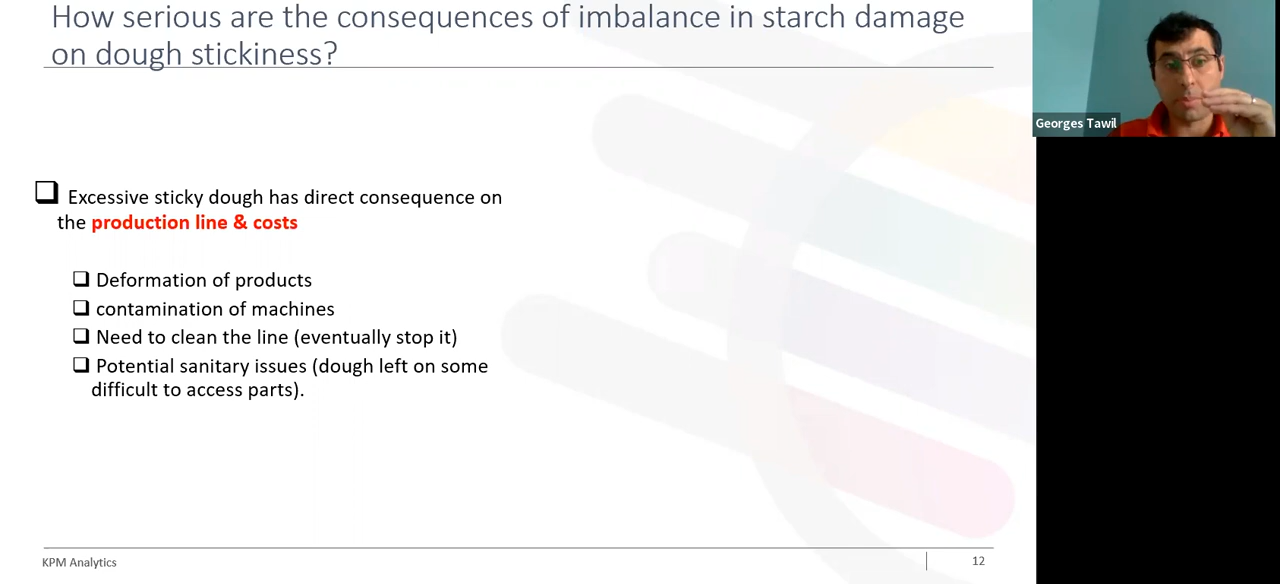 How serious are the consequences of imbalance in starch damage
on dough stickiness?
Georges Tawil
Excessive sticky dough has direct consequence on
the production line & costs
Deformation of products
contamination of machines
Need to clean the line (eventually stop it)
Potential sanitary issues (dough left on some
difficult to access parts).
KPM Analytics
12